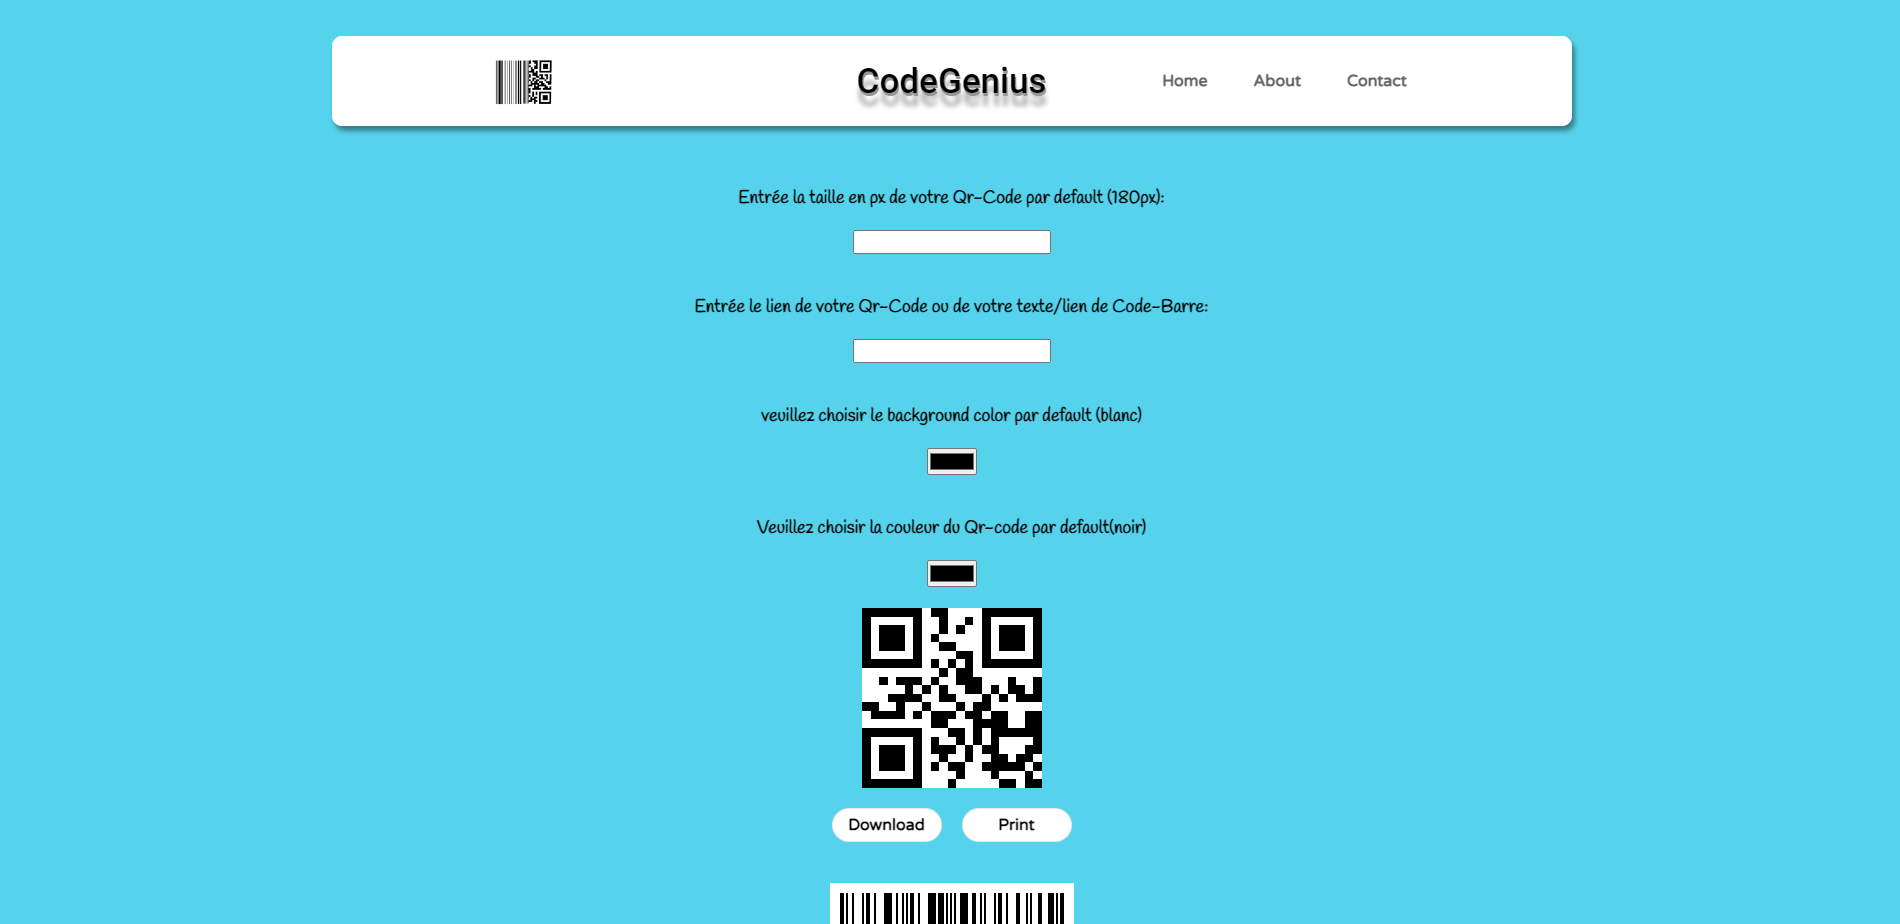 CodeGenius
Home
About
Contact
Entrée la taille en px de votre Qr-Code par default (180px):
Entrée le lien de votre Qr-Code ou de votre texte/lien de Code-Barre:
veuillez choisir le background color par default (blanc)
Veuillez choisir la couleur du Qr-code par default(noir)
Download
Print